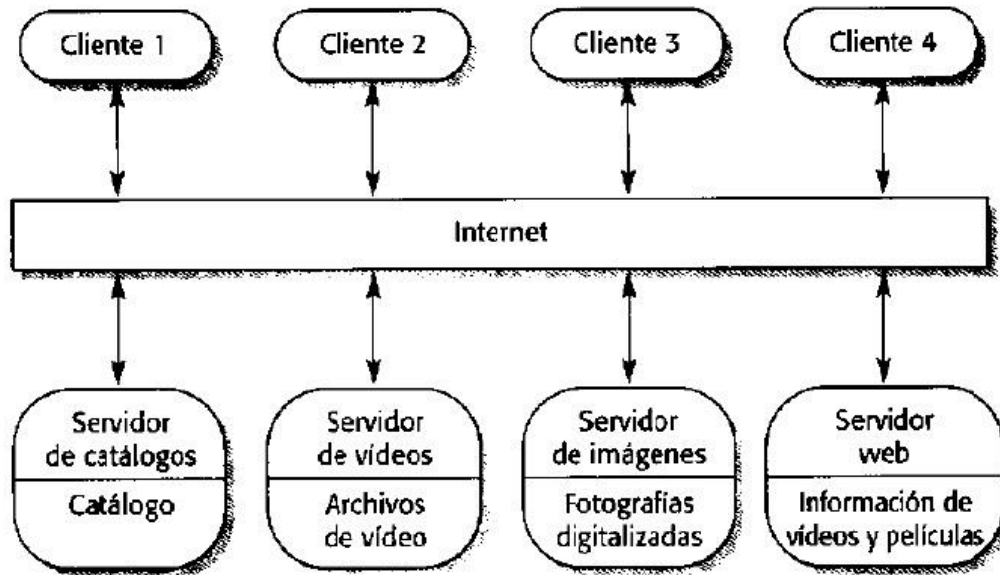 Cliente 1
Cliente 2
Cliente 3
Cliente 4
Internet
Servidor
de catálogos
Catálogo
Servidor
de vídeos
Archivos
de vídeo
Servidor
de imágenes
Fotografías
digitalizadas
Servidor
web
Información de
vídeos y películas